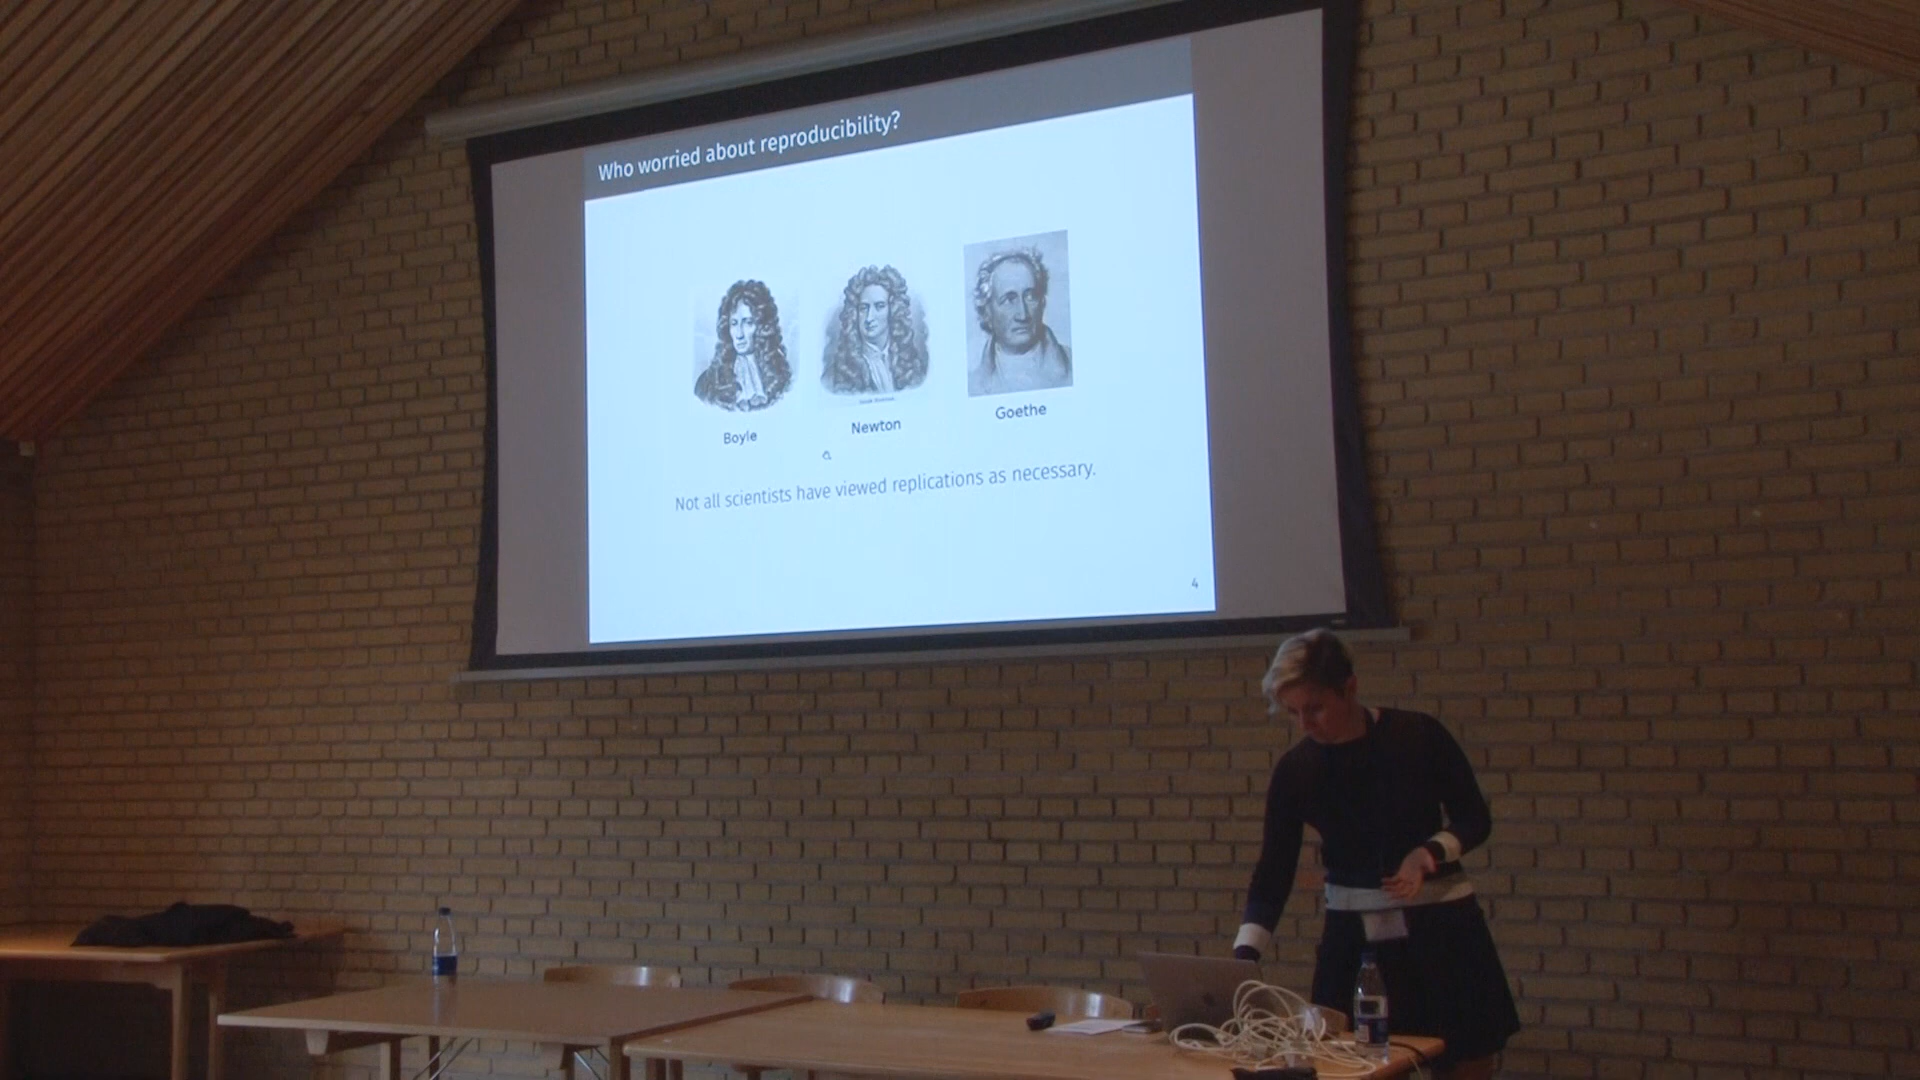 Who worried about reproducibility?
Boyle
Newton
Goethe
Not all scientists have viewed replications as necessary.
4